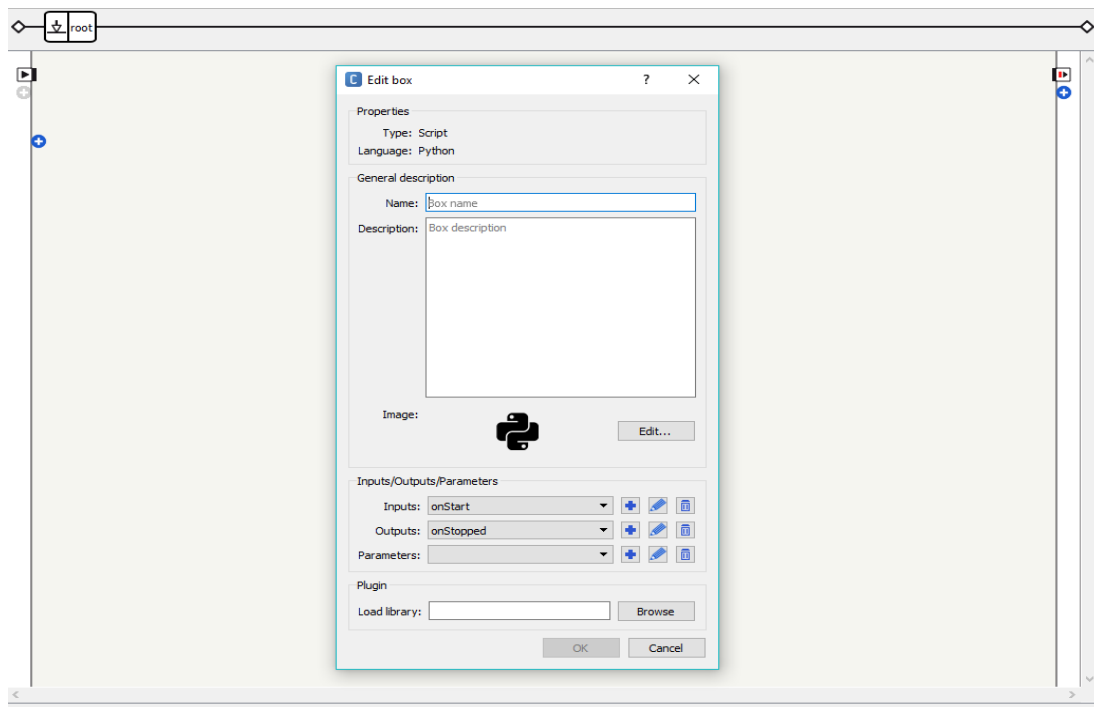 root
C Edit box ?
Properties
Type: Script
Language: Python
General description
Name: Box name
Description: Box description
Image:
Edit...
Inputs/Outputs/Parameters
Inputs: onStart
Outputs: onStopped
Parameters:
Plugin
Load library: Browse
OK Cancel